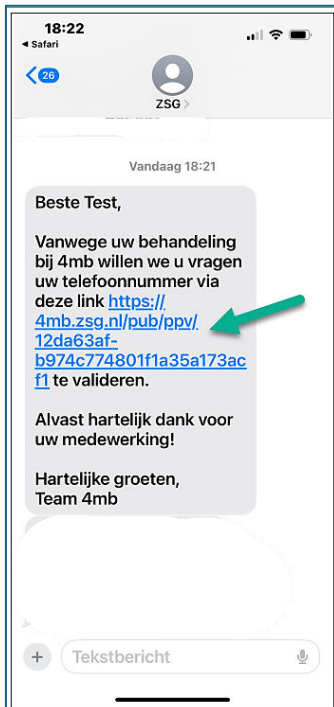 18:22
◄ Safari
26
ZSG >
Vandaag 18:21
Beste Test,
Vanwege uw behandeling
bij 4mb willen we u vragen
uw telefoonnummer via
deze link https://
4mb.zsg.nl/pub/ppv/
12da63af-
b974c774801f1a35a173ac
f1 te valideren.
Alvast hartelijk dank voor
uw medewerking!
Hartelijke groeten,
Team 4mb
Tekstbericht